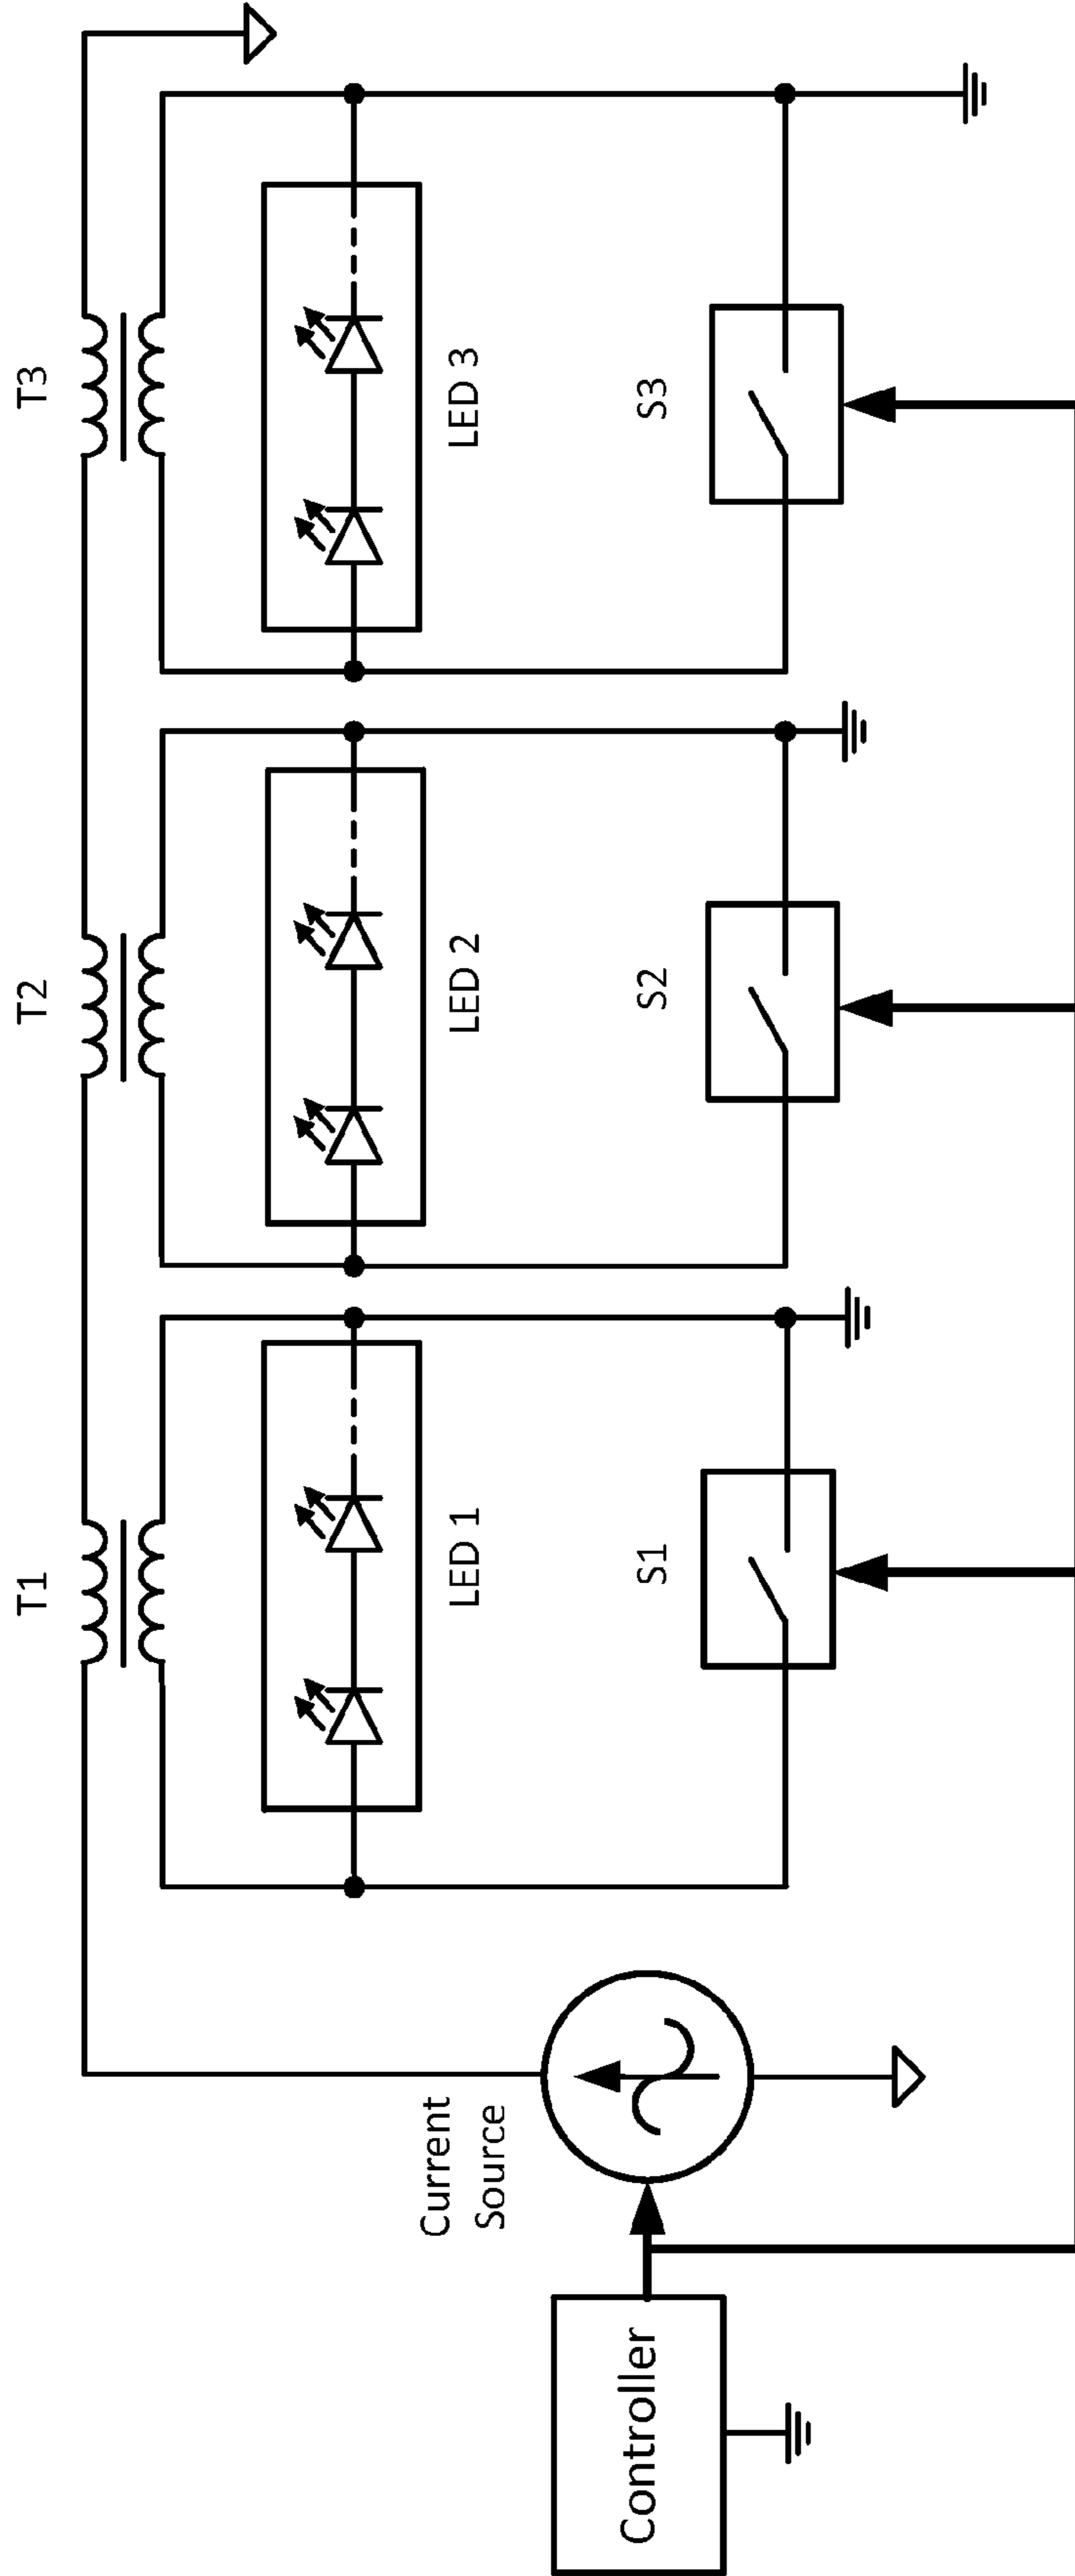 T1
T2
T3
LED 1
LED 2
LED 3
Current
Source
S1
S2
S3
Controller